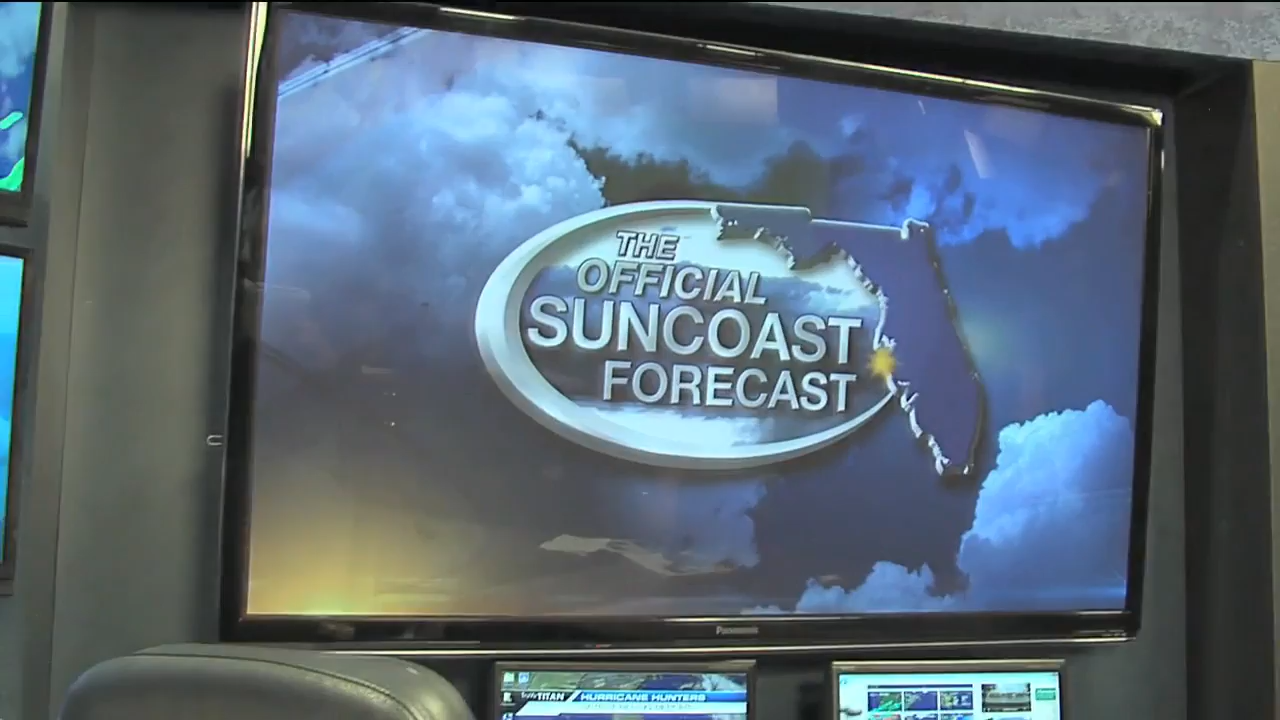 THE
OFFICIAL
SUNCOAST
FORECAST
Panasonic
TITAN HURRICANE HUNTERS